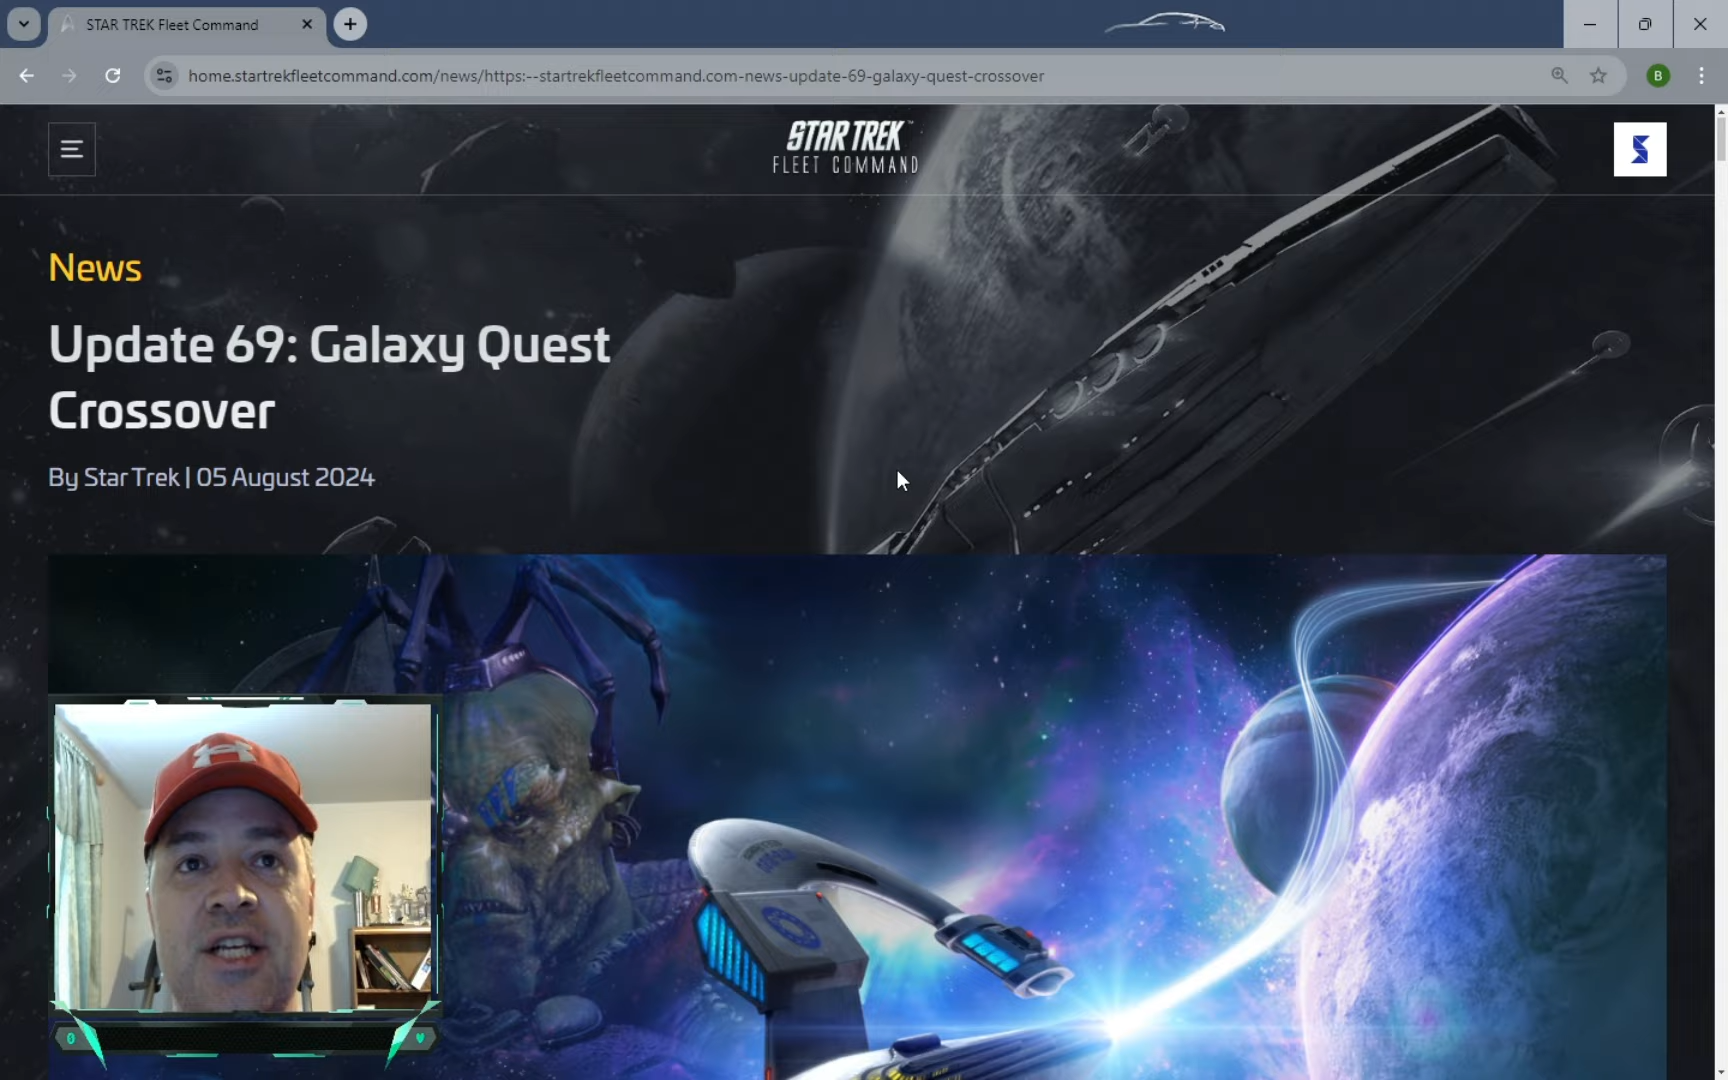 STAR TREK Fleet Command
home.startrekfleetcommand.com/news/https:--startrekfleetcommand.com-news-update-69-galaxy-quest-crossover
B
STAR TREK
FLEET COMMAND
News
Update 69: Galaxy Quest
Crossover
By Star Trek | 05 August 2024
0